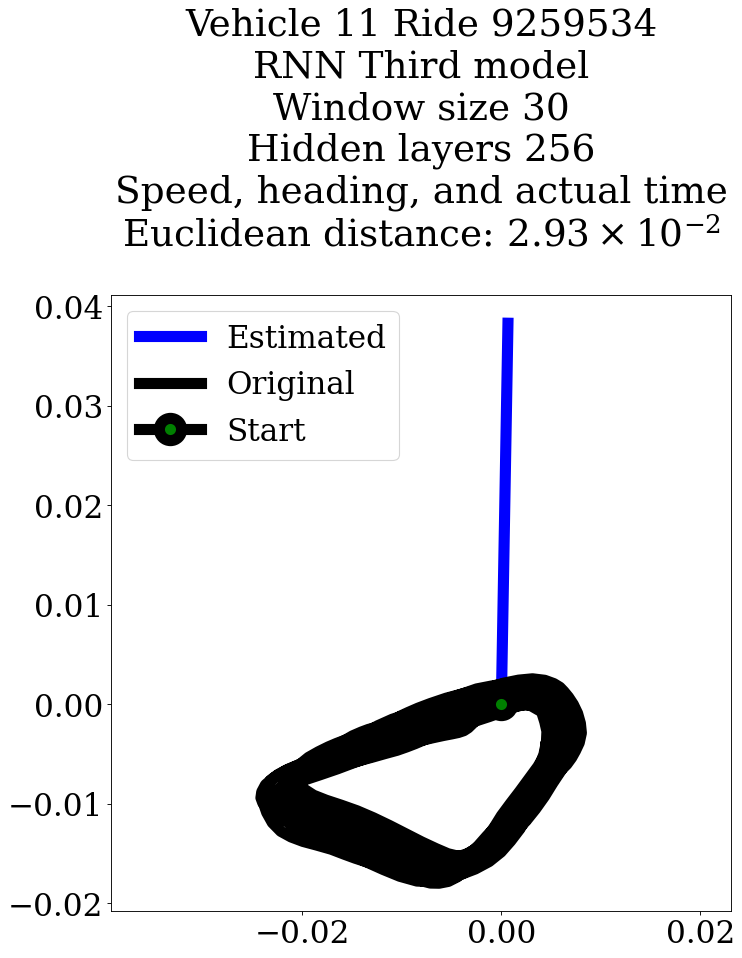 Vehicle 11 Ride 9259534
RNN Third model
Window size 30
Hidden layers 256
Speed, heading, and actual time
Euclidean distance: 2.93 × 10⁻²
0.04
Estimated
0.03
Original
Start
0.02
0.01
0.00
−0.01
−0.02
−0.02 0.00 0.02